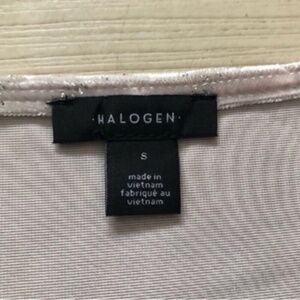 ·HALOGEN·
S
made in
vietnam
fabriqué au
vietnam